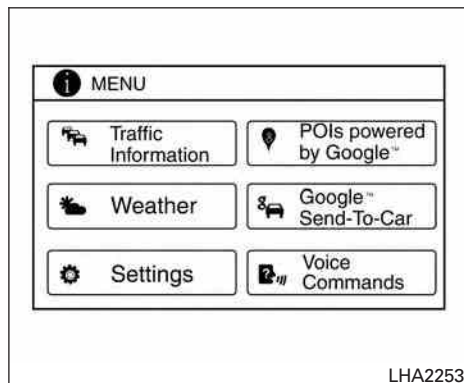 MENU
Traffic
Information
POIs powered
by Google™
Weather
Google™
Send-To-Car
Settings
Voice
Commands
LHA2253